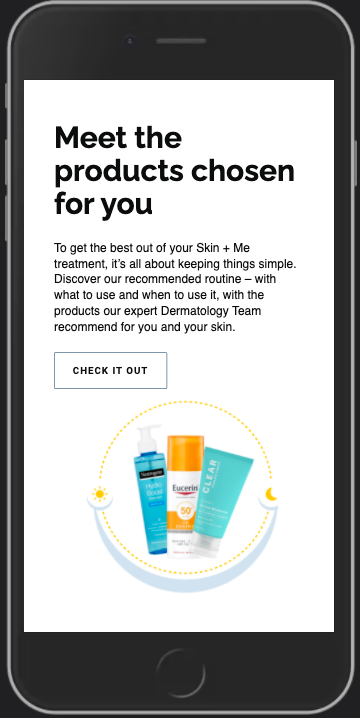 Meet the
products chosen
for you
To get the best out of your Skin + Me
treatment, it's all about keeping things simple.
Discover our recommended routine – with
what to use and when to use it, with the
products our expert Dermatology Team
recommend for you and your skin.
CHECK IT OUT
Neutrogena
Hydro
Boost
Eucerin
50+
CLEAR